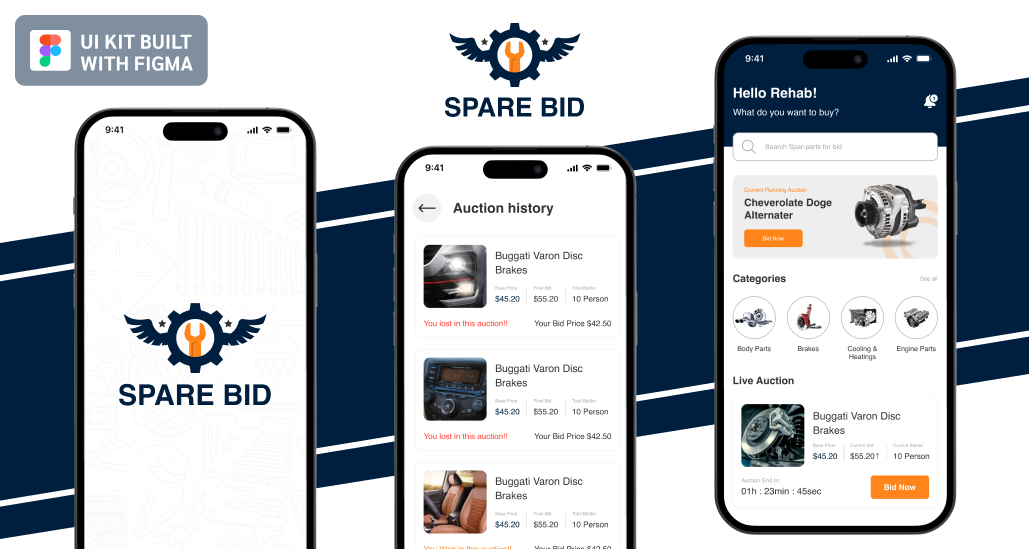 UI KIT BUILT
WITH FIGMA
SPARE BID
9:41
SPARE BID
9:41
Auction history
Buggati Varon Disc
Brakes
Base Price Final Bid Total Bidder
$45.20 $55.20 10 Person
You lost in this auction!! Your Bid Price $42.50
Buggati Varon Disc
Brakes
Base Price Final Bid Total Bidder
$45.20 $55.20 10 Person
You lost in this auction!! Your Bid Price $42.50
Buggati Varon Disc
Brakes
Base Price Final Bid Total Bidder
$45.20 $55.20 10 Person
You Won in this auction!! Your Bid Price $42.50
9:41
Hello Rehab!
What do you want to buy?
Search Spar-parts for bid
Current Running Auction
Cheverolate Doge
Alternater
Bid Now
Categories See all
Body Parts Brakes Cooling & Heatings Engine Parts
Live Auction
Buggati Varon Disc
Brakes
Base Price Current Bid Current Bidder
$45.20 $55.20↑ 10 Person
Auction End In:
01h : 23min : 45sec
Bid Now